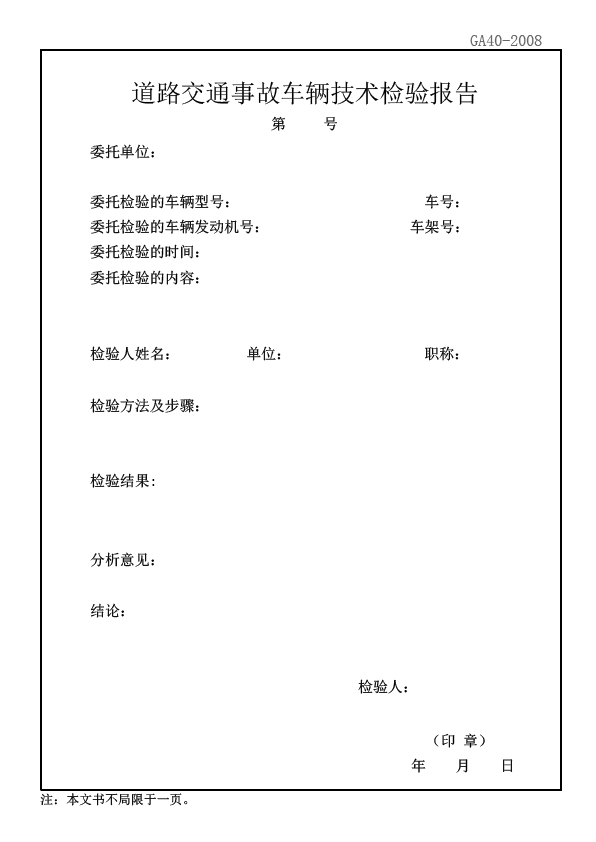 GA40-2008
道路交通事故车辆技术检验报告
第 号
委托单位：
委托检验的车辆型号： 车号：
委托检验的车辆发动机号： 车架号：
委托检验的时间：
委托检验的内容：
检验人姓名： 单位： 职称：
检验方法及步骤：
检验结果：
分析意见：
结论：
检验人：
（印 章）
年 月 日
注：本文书不局限于一页。